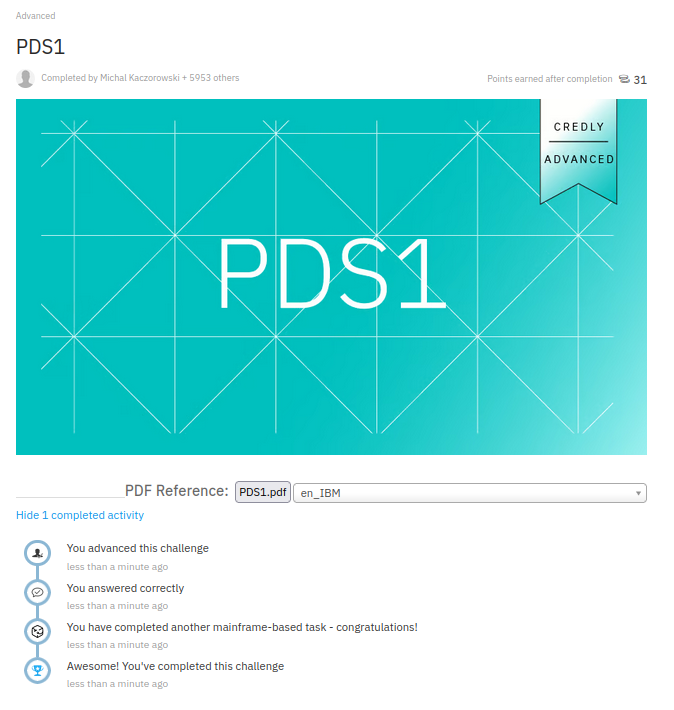 Advanced
PDS1
Completed by Michal Kaczorowski + 5953 others
Points earned after completion 31
CREDLY
ADVANCED
PDS1
PDF Reference: PDS1.pdf en_IBM
Hide 1 completed activity
You advanced this challenge
less than a minute ago
You answered correctly
less than a minute ago
You have completed another mainframe-based task - congratulations!
less than a minute ago
Awesome! You've completed this challenge
less than a minute ago